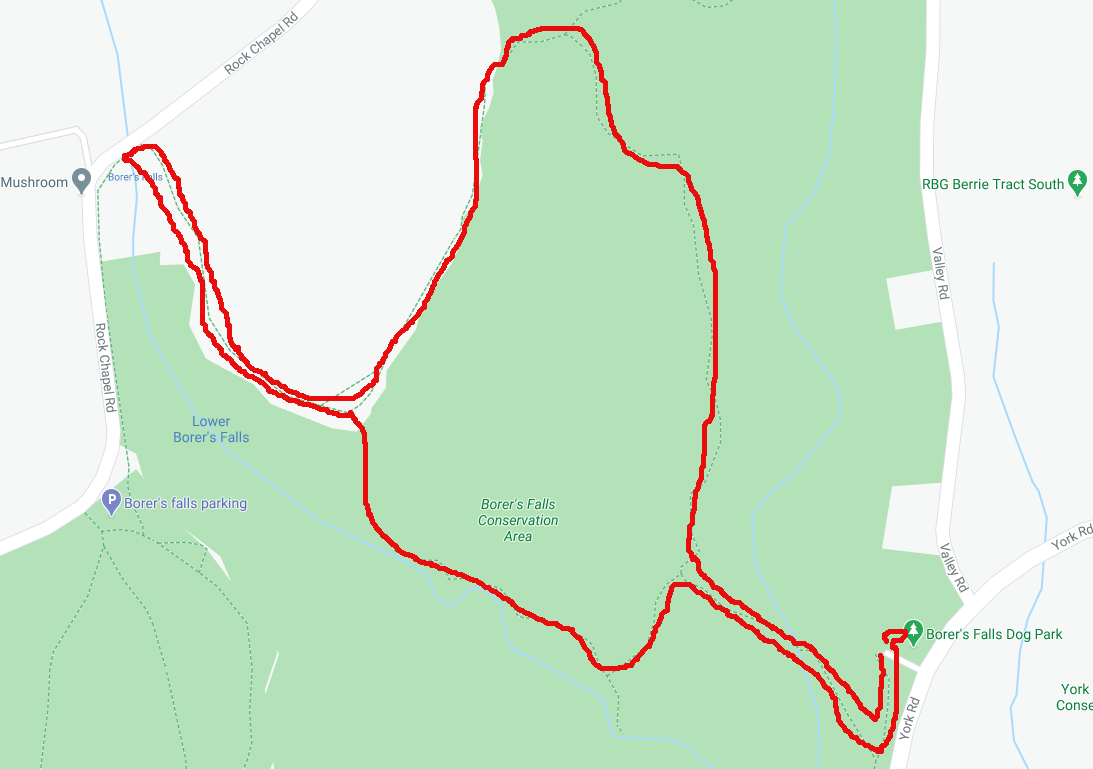 Rock Chapel Rd
Mushroom
Borer's Falls
RBG Berrie Tract South
Valley Rd
Rock Chapel Rd
Lower
Borer's Falls
P
Borer's falls parking
Borer's Falls
Conservation
Area
York Rd
Valley Rd
Borer's Falls Dog Park
York
Conse
York Rd